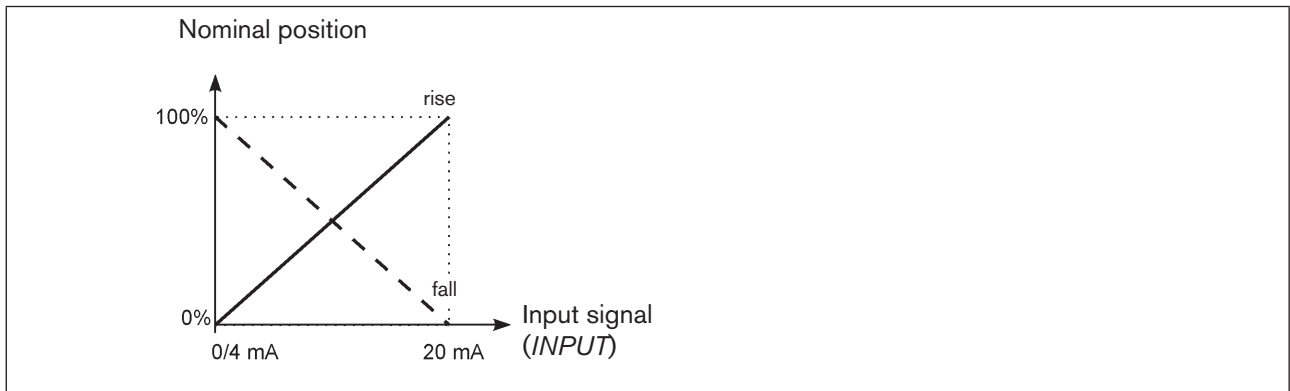 Nominal position
rise
100%
fall
0%
Input signal
(INPUT)
0/4 mA
20 mA